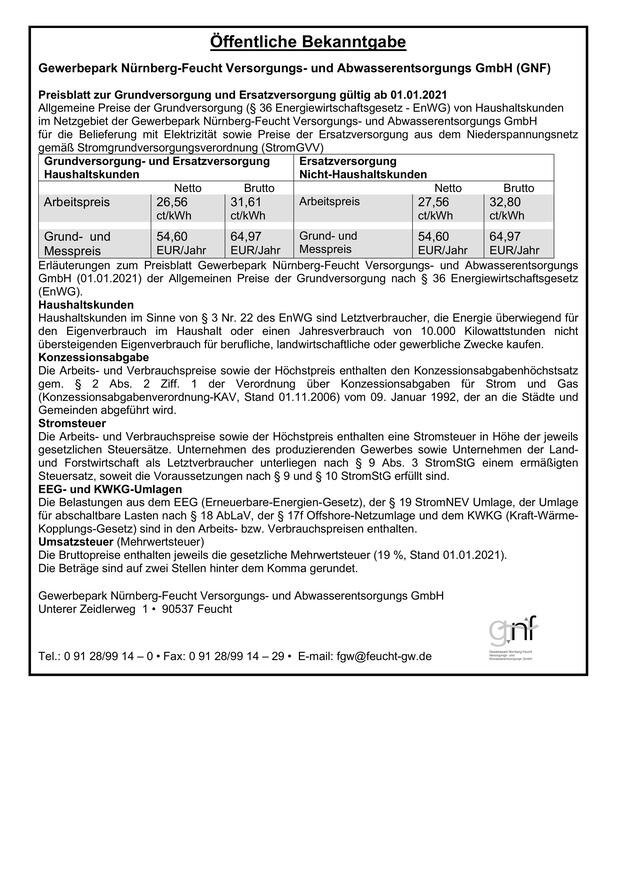 Öffentliche Bekanntgabe
Gewerbepark Nürnberg-Feucht Versorgungs- und Abwasserentsorgungs GmbH (GNF)
Preisblatt zur Grundversorgung und Ersatzversorgung gültig ab 01.01.2021
Allgemeine Preise der Grundversorgung (§ 36 Energiewirtschaftsgesetz - EnWG) von Haushaltskunden
im Netzgebiet der Gewerbepark Nürnberg-Feucht Versorgungs- und Abwasserentsorgungs GmbH
für die Belieferung mit Elektrizität sowie Preise der Ersatzversorgung aus dem Niederspannungsnetz
gemäß Stromgrundversorgungsverordnung (StromGVV)
Grundversorgung- und Ersatzversorgung Ersatzversorgung
Haushaltskunden Nicht-Haushaltskunden
Netto Brutto Netto Brutto
Arbeitspreis 26,56 31,61 Arbeitspreis 27,56 32,80
ct/kWh ct/kWh ct/kWh ct/kWh
Grund- und 54,60 64,97 Grund- und 54,60 64,97
Messpreis EUR/Jahr EUR/Jahr Messpreis EUR/Jahr EUR/Jahr
Erläuterungen zum Preisblatt Gewerbepark Nürnberg-Feucht Versorgungs- und Abwasserentsorgungs
GmbH (01.01.2021) der Allgemeinen Preise der Grundversorgung nach § 36 Energiewirtschaftsgesetz
(EnWG).
Haushaltskunden
Haushaltskunden im Sinne von § 3 Nr. 22 des EnWG sind Letztverbraucher, die Energie überwiegend für
den Eigenverbrauch im Haushalt oder einen Jahresverbrauch von 10.000 Kilowattstunden nicht
übersteigenden Eigenverbrauch für berufliche, landwirtschaftliche oder gewerbliche Zwecke kaufen.
Konzessionsabgabe
Die Arbeits- und Verbrauchspreise sowie der Höchstpreis enthalten den Konzessionsabgabenhöchstsatz
gem. § 2 Abs. 2 Ziff. 1 der Verordnung über Konzessionsabgaben für Strom und Gas
(Konzessionsabgabenverordnung-KAV, Stand 01.11.2006) vom 09. Januar 1992, der an die Städte und
Gemeinden abgeführt wird.
Stromsteuer
Die Arbeits- und Verbrauchspreise sowie der Höchstpreis enthalten eine Stromsteuer in Höhe der jeweils
gesetzlichen Steuersätze. Unternehmen des produzierenden Gewerbes sowie Unternehmen der Land-
und Forstwirtschaft als Letztverbraucher unterliegen nach § 9 Abs. 3 StromStG einem ermäßigten
Steuersatz, soweit die Voraussetzungen nach § 9 und § 10 StromStG erfüllt sind.
EEG- und KWKG-Umlagen
Die Belastungen aus dem EEG (Erneuerbare-Energien-Gesetz), der § 19 StromNEV Umlage, der Umlage
für abschaltbare Lasten nach § 18 AbLaV, der § 17f Offshore-Netzumlage und dem KWKG (Kraft-Wärme-
Kopplungs-Gesetz) sind in den Arbeits- bzw. Verbrauchspreisen enthalten.
Umsatzsteuer (Mehrwertsteuer)
Die Bruttopreise enthalten jeweils die gesetzliche Mehrwertsteuer (19 %, Stand 01.01.2021).
Die Beträge sind auf zwei Stellen hinter dem Komma gerundet.
Gewerbepark Nürnberg-Feucht Versorgungs- und Abwasserentsorgungs GmbH
Unterer Zeidlerweg 1 • 90537 Feucht
gnf
Gewerbepark Nürnberg-Feucht
Versorgungs- und
Abwasserentsorgungs GmbH
Tel.: 0 91 28/99 14 – 0 • Fax: 0 91 28/99 14 – 29 • E-mail: fgw@feucht-gw.de